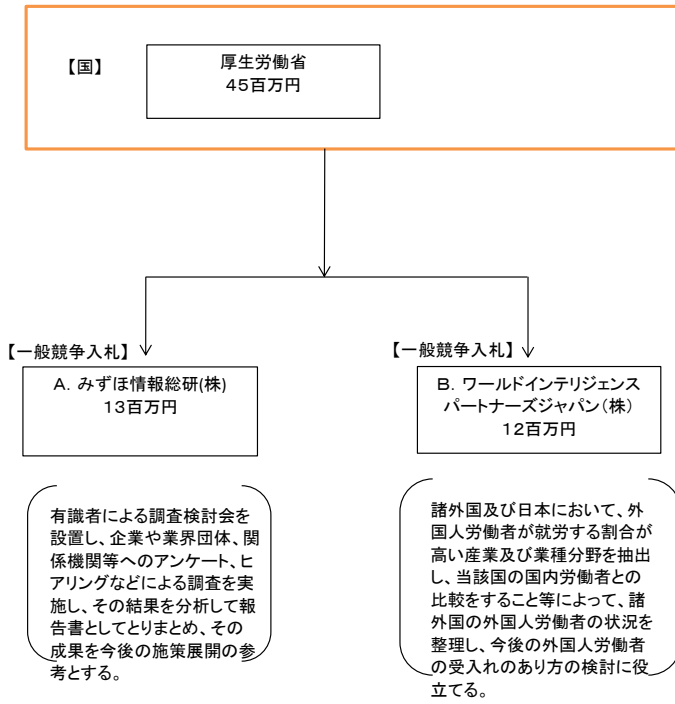 【国】
厚生労働省
45百万円
【一般競争入札】
A. みずほ情報総研(株)
13百万円
有識者による調査検討会を
設置し、企業や業界団体、関
係機関等へのアンケート、ヒ
アリングなどによる調査を実
施し、その結果を分析して報
告書としてとりまとめ、その
成果を今後の施策展開の参
考とする。
【一般競争入札】
B. ワールドインテリジェンス
パートナーズジャパン（株）
12百万円
諸外国及び日本において、外
国人労働者が就労する割合が
高い産業及び業種分野を抽出
し、当該国の国内労働者との
比較をすること等によって、諸
外国の外国人労働者の状況を
整理し、今後の外国人労働者
の受入れのあり方の検討に役
立てる。